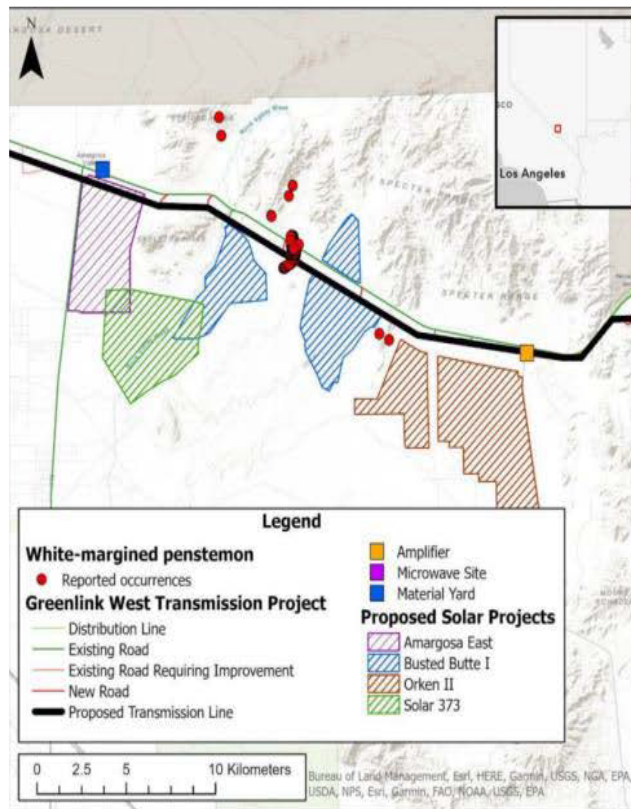 N
SCO
Los Angeles
SPECTER
SPECTER RANGE
Legend
White-margined penstemon
Reported occurrences
Greenlink West Transmission Project
Distribution Line
Existing Road
Existing Road Requiring Improvement
New Road
Proposed Transmission Line
Amplifier
Microwave Site
Material Yard
Proposed Solar Projects
Amargosa East
Busted Butte I
Orken II
Solar 373
0 2.5 5 10 Kilometers
Bureau of Land Management, Esri, HERE, Garmin, USGS, NGA, EPA,
USDA, NPS, Esri, Garmin, FAO, NOAA, USGS, EPA